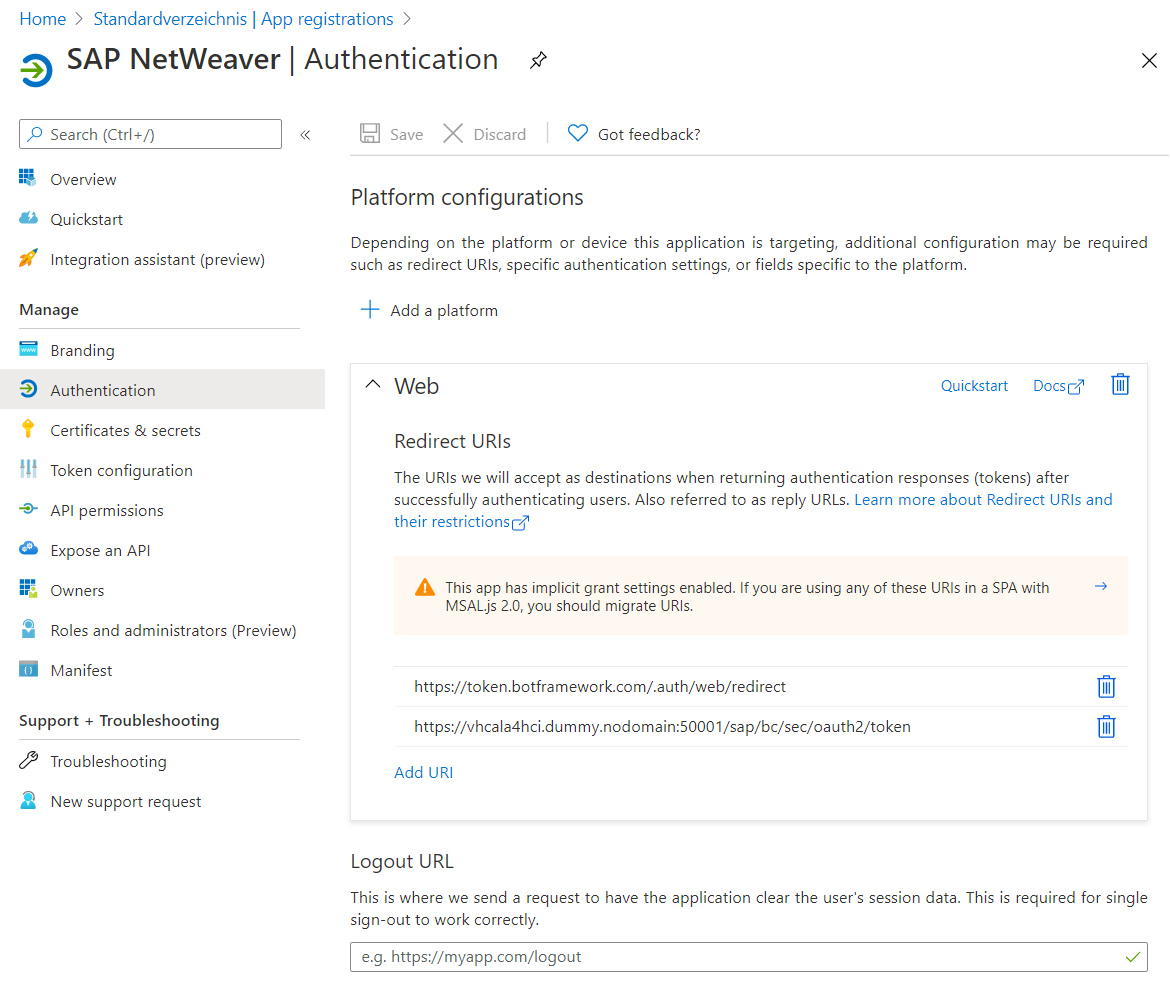 Home > Standardverzeichnis | App registrations >
SAP NetWeaver | Authentication
Search (Ctrl+/)
«
Save
Discard
Got feedback?
Overview
Quickstart
Integration assistant (preview)
Manage
Branding
Authentication
Certificates & secrets
Token configuration
API permissions
Expose an API
Owners
Roles and administrators (Preview)
Manifest
Support + Troubleshooting
Troubleshooting
New support request
Platform configurations
Depending on the platform or device this application is targeting, additional configuration may be required
such as redirect URIs, specific authentication settings, or fields specific to the platform.
Add a platform
Web
Quickstart
Docs
Redirect URIs
The URIs we will accept as destinations when returning authentication responses (tokens) after
successfully authenticating users. Also referred to as reply URLs. Learn more about Redirect URIs and
their restrictions
This app has implicit grant settings enabled. If you are using any of these URIs in a SPA with
MSAL.js 2.0, you should migrate URIs.
https://token.botframework.com/.auth/web/redirect
https://vhcala4hci.dummy.nodomain:50001/sap/bc/sec/oauth2/token
Add URI
Logout URL
This is where we send a request to have the application clear the user's session data. This is required for single
sign-out to work correctly.
e.g. https://myapp.com/logout